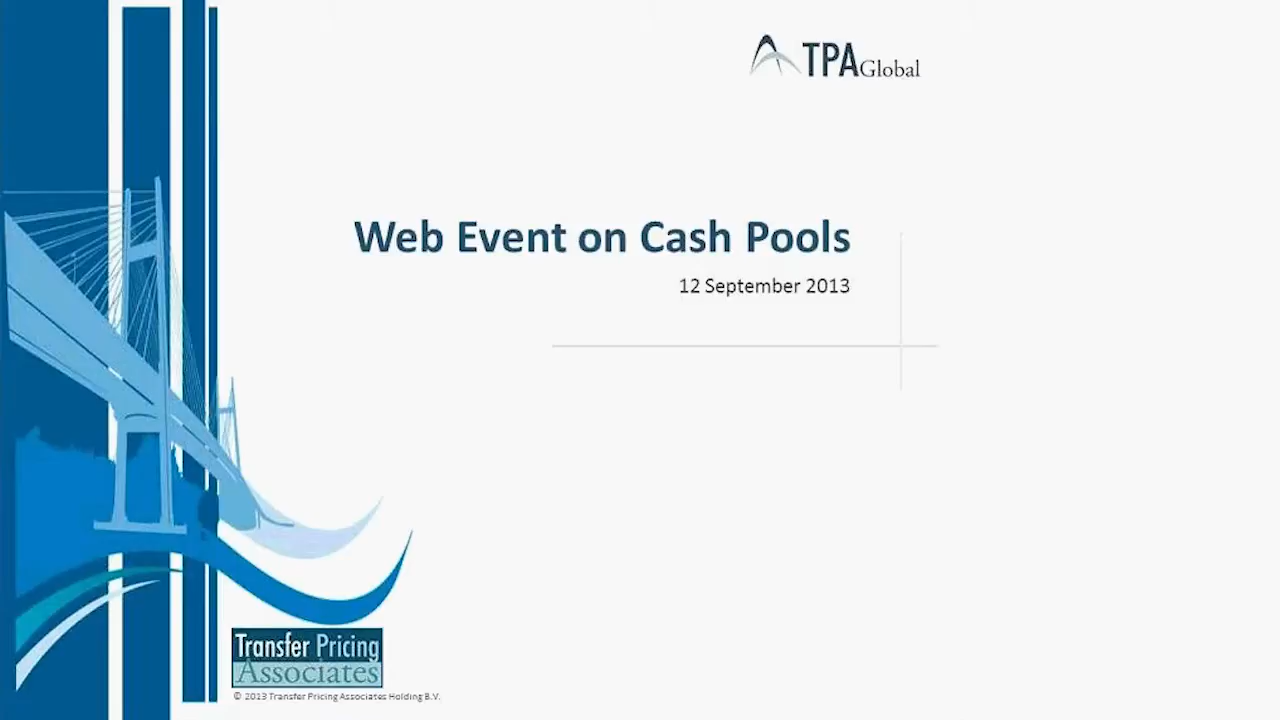 TPA Global
Web Event on Cash Pools
12 September 2013
Transfer Pricing
Associates
© 2013 Transfer Pricing Associates Holding B.V.